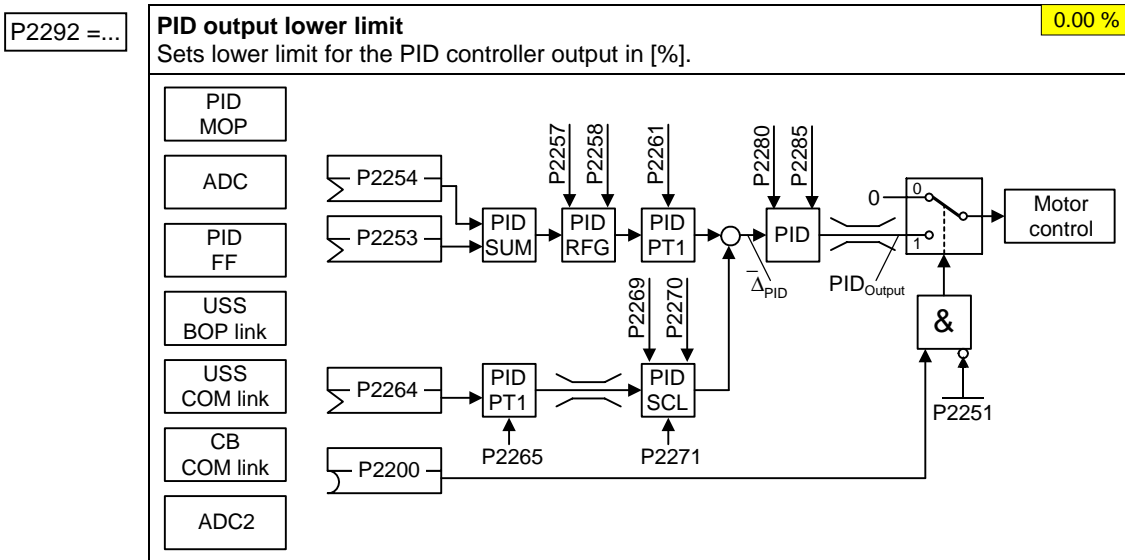 P2292 =...
PID output lower limit
0.00 %
Sets lower limit for the PID controller output in [%].
PID
MOP
ADC
PID
FF
USS
BOP link
USS
COM link
CB
COM link
ADC2
P2254
P2253
P2264
P2200
PID
SUM
P2257
P2258
PID
RFG
P2261
PID
PT1
PID
PT1
P2265
P2269
P2270
PID
SCL
P2271
Δ̅PID
P2280
P2285
PID
PIDOutput
0
0
1
Motor
control
&
P2251